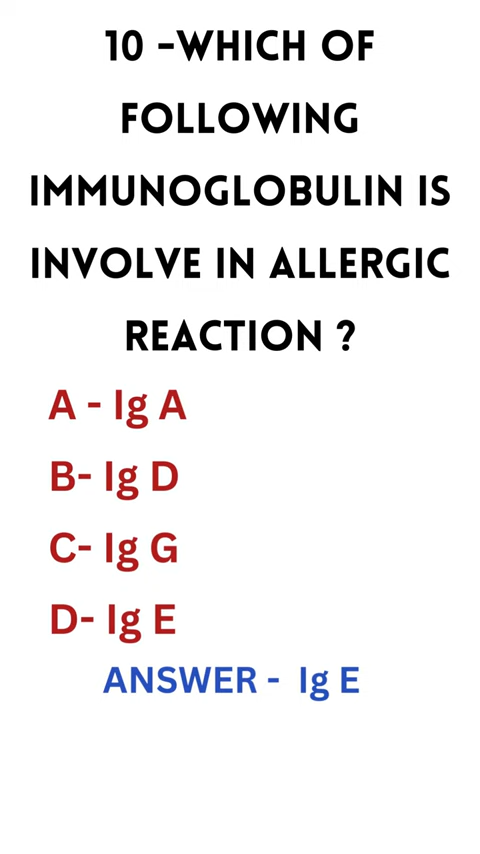 10 -WHICH OF
FOLLOWING
IMMUNOGLOBULIN IS
INVOLVE IN ALLERGIC
REACTION ?
A - Ig A
B- Ig D
C- Ig G
D- Ig E
ANSWER - Ig E